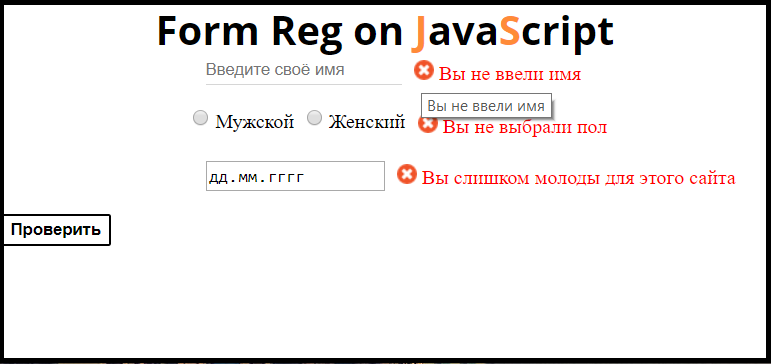 Form Reg on JavaScript
Введите своё имя Вы не ввели имя
Вы не ввели имя
Мужской Женский Вы не выбрали пол
дд.мм.гггг Вы слишком молоды для этого сайта
Проверить